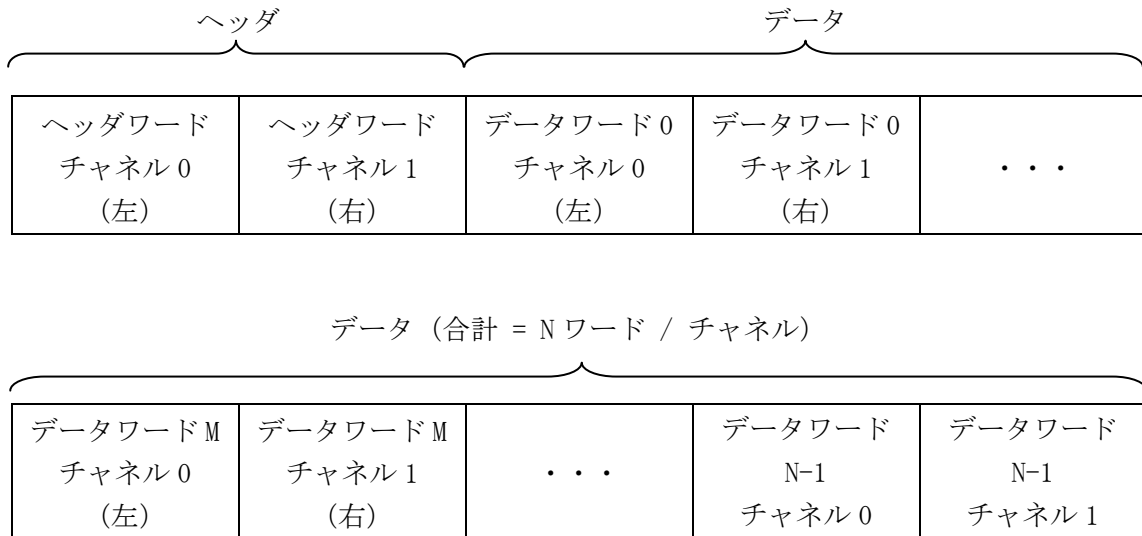 ヘッダ データ
ヘッダワード ヘッダワード データワード 0 データワード 0
チャネル 0 チャネル 1 チャネル 0 チャネル 1 ・・・
(左) (右) (左) (右)
データ (合計 = N ワード / チャネル)
データワード M データワード M データワード データワード
チャネル 0 チャネル 1 ・・・ N-1 N-1
(左) (右) チャネル 0 チャネル 1